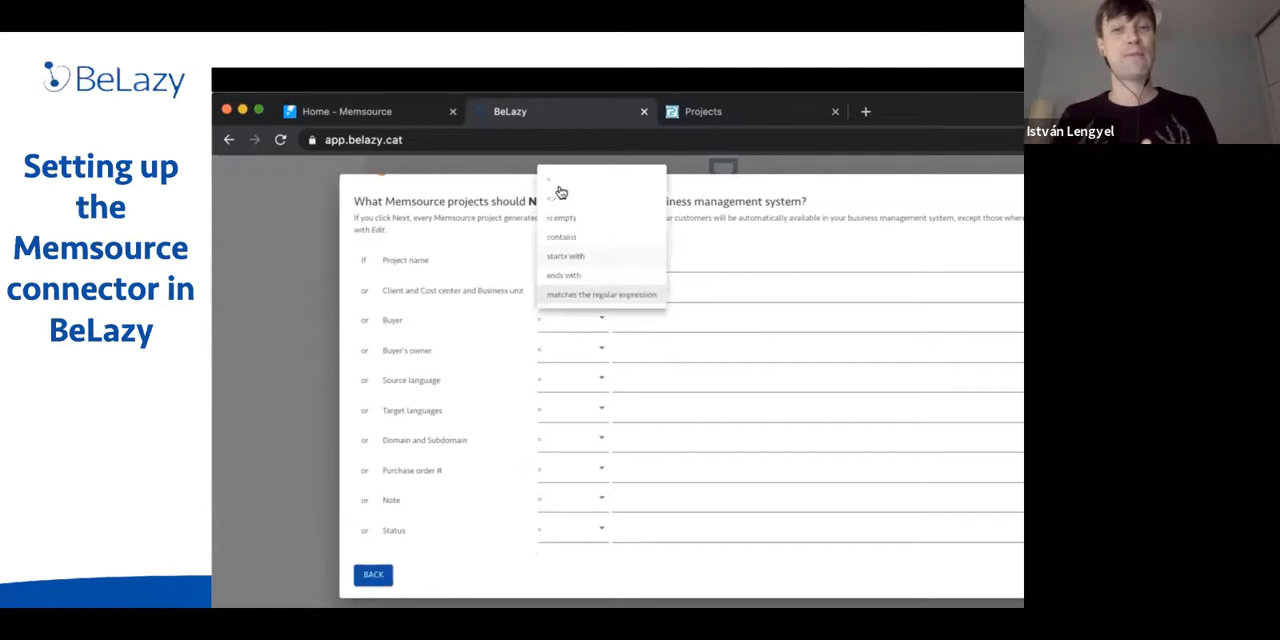 BeLazy
Setting up
the
Memsource
connector in
BeLazy
Home - Memsource
BeLazy
Projects
app.belazy.cat
What Memsource projects should N
siness management system?
If you click Next, every Memsource project generated
ur customers will be automatically available in your business management system, except those where
with Edit.
=
<>
is empty
contains
starts with
ends with
matches the regular expression
If Project name
or Client and Cost center and Business unit
or Buyer =
or Buyer's owner =
or Source language =
or Target languages =
or Domain and Subdomain =
or Purchase order # =
or Note =
or Status =
BACK
István Lengyel